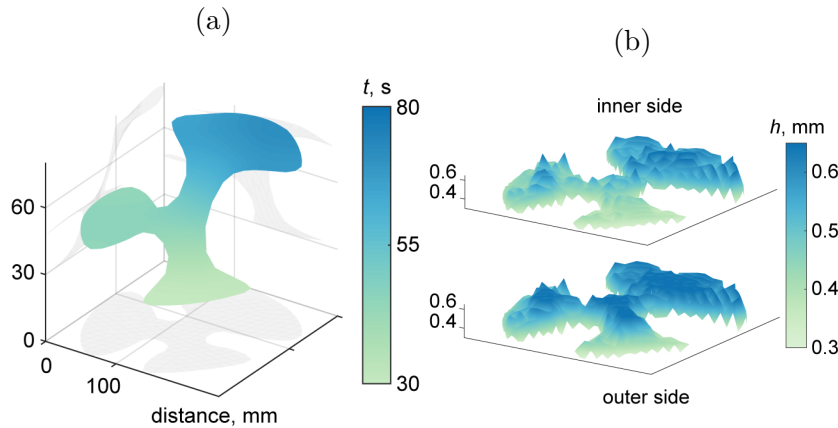 (a)
60
30
0
0
100
distance, mm
t, s
80
55
30
(b)
inner side
0.6
0.4
0.6
0.4
outer side
h, mm
0.6
0.5
0.4
0.3